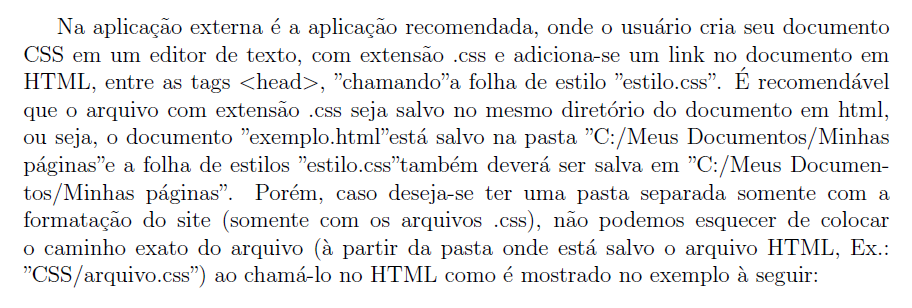 Na aplicação externa é a aplicação recomendada, onde o usuário cria seu documento
CSS em um editor de texto, com extensão .css e adiciona-se um link no documento em
HTML, entre as tags <head>, ”chamando”a folha de estilo ”estilo.css”. É recomendável
que o arquivo com extensão .css seja salvo no mesmo diretório do documento em html,
ou seja, o documento ”exemplo.html”está salvo na pasta ”C:/Meus Documentos/Minhas
páginas”e a folha de estilos ”estilo.css”também deverá ser salva em ”C:/Meus Documen-
tos/Minhas páginas”. Porém, caso deseja-se ter uma pasta separada somente com a
formatação do site (somente com os arquivos .css), não podemos esquecer de colocar
o caminho exato do arquivo (à partir da pasta onde está salvo o arquivo HTML, Ex.:
”CSS/arquivo.css”) ao chamá-lo no HTML como é mostrado no exemplo à seguir: